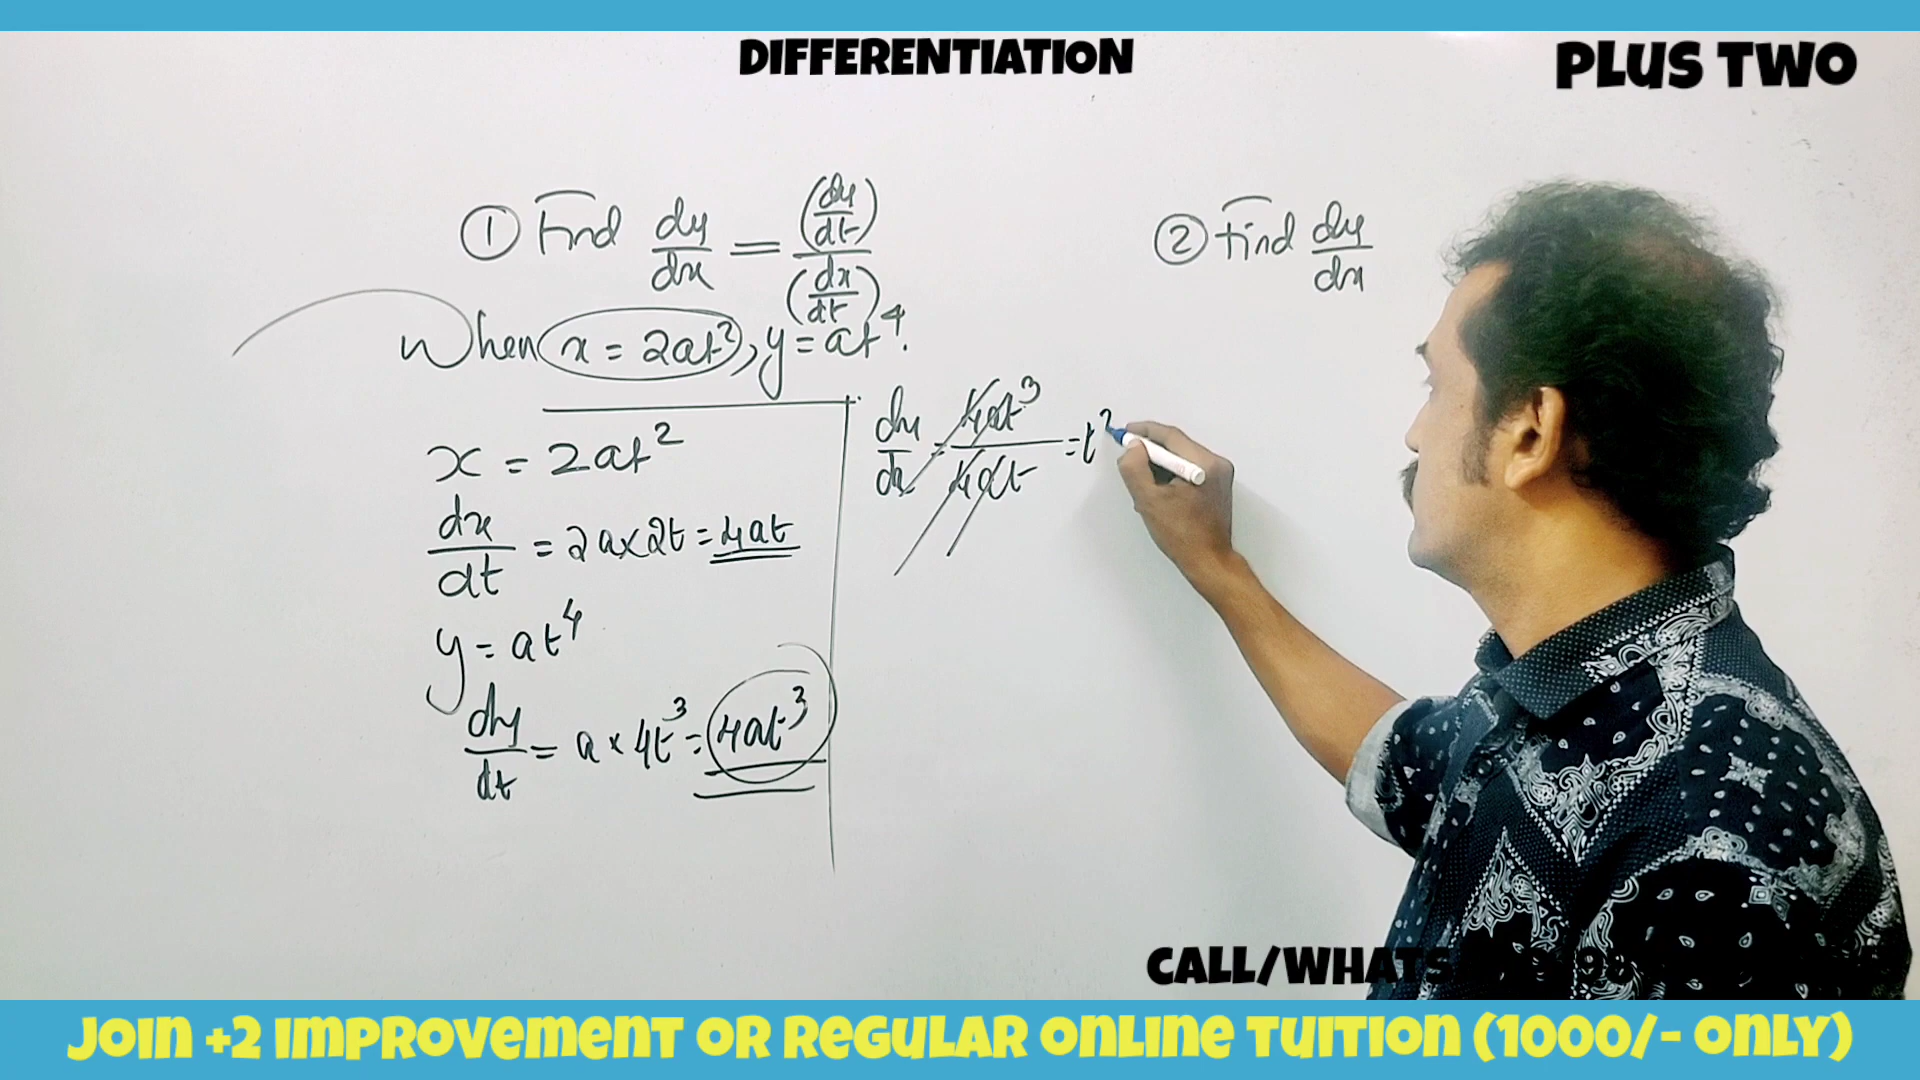 DIFFERENTIATION
PLUS TWO
① Find dy/dx = (dy/dt)/(dx/dt)
When x = 2at², y = at⁴.
x = 2at²
dx/dt = 2a×2t = 4at
y = at⁴
dy/dt = a × 4t³ = 4at³
dy/dx = 4at³/4at = t²
② Find dy/dx
CALL/WHATS
JOIN +2 IMPROVEMENT OR REGULAR ONLINE TUITION (1000/- ONLY)